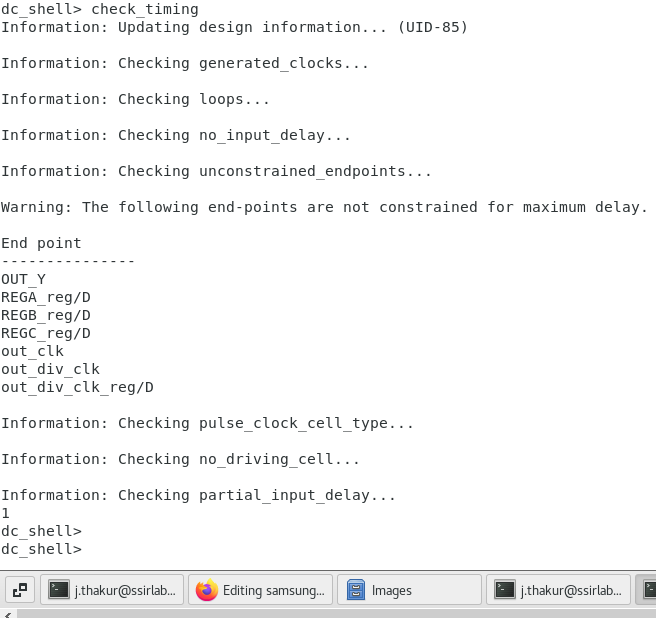 dc_shell> check_timing
Information: Updating design information... (UID-85)
Information: Checking generated_clocks...
Information: Checking loops...
Information: Checking no_input_delay...
Information: Checking unconstrained_endpoints...
Warning: The following end-points are not constrained for maximum delay.
End point
---------------
OUT_Y
REGA_reg/D
REGB_reg/D
REGC_reg/D
out_clk
out_div_clk
out_div_clk_reg/D
Information: Checking pulse_clock_cell_type...
Information: Checking no_driving_cell...
Information: Checking partial_input_delay...
1
dc_shell>
dc_shell>
j.thakur@ssirlab... Editing samsung... Images j.thakur@ssirlab...